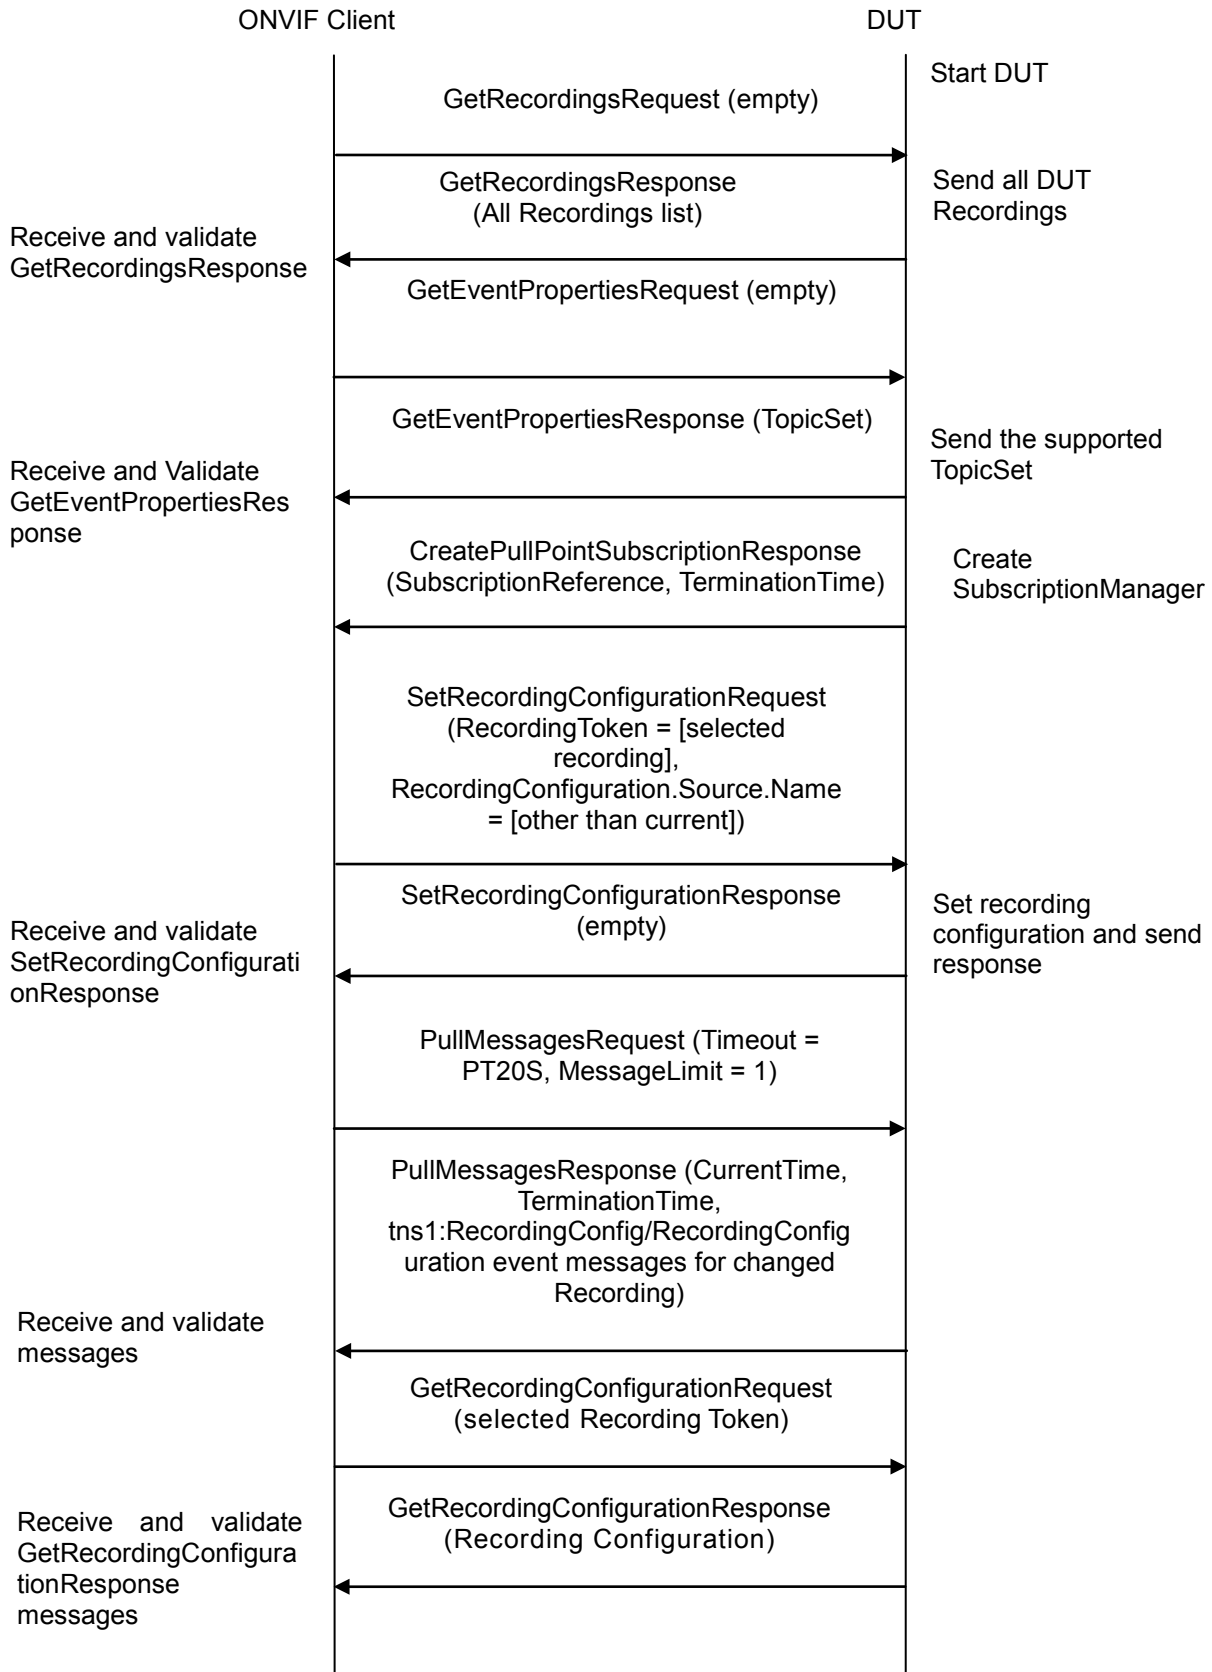 ONVIF Client
DUT
Start DUT
GetRecordingsRequest (empty)
GetRecordingsResponse
(All Recordings list)
Send all DUT
Recordings
Receive and validate
GetRecordingsResponse
GetEventPropertiesRequest (empty)
GetEventPropertiesResponse (TopicSet)
Send the supported
TopicSet
Receive and Validate
GetEventPropertiesRes
ponse
CreatePullPointSubscriptionResponse
(SubscriptionReference, TerminationTime)
Create
SubscriptionManager
SetRecordingConfigurationRequest
(RecordingToken = [selected
recording],
RecordingConfiguration.Source.Name
= [other than current])
SetRecordingConfigurationResponse
(empty)
Set recording
configuration and send
response
Receive and validate
SetRecordingConfigurati
onResponse
PullMessagesRequest (Timeout =
PT20S, MessageLimit = 1)
PullMessagesResponse (CurrentTime,
TerminationTime,
tns1:RecordingConfig/RecordingConfig
uration event messages for changed
Recording)
Receive and validate
messages
GetRecordingConfigurationRequest
(selected Recording Token)
GetRecordingConfigurationResponse
(Recording Configuration)
Receive and validate
GetRecordingConfigura
tionResponse
messages